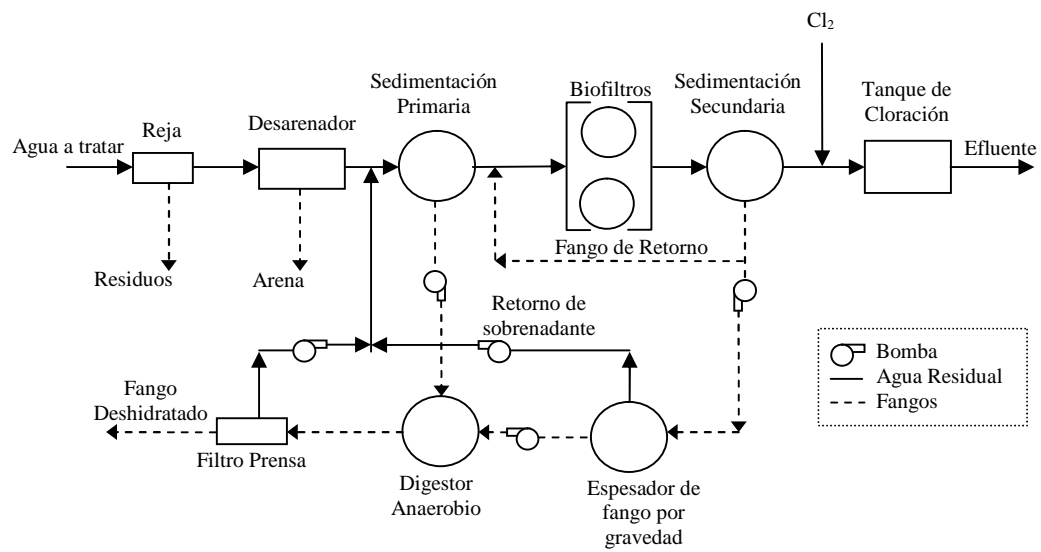 Cl₂
Sedimentación
Primaria
Biofiltros
Sedimentación
Secundaria
Tanque de
Cloración
Agua a tratar
Reja
Desarenador
Efluente
Residuos
Arena
Fango de Retorno
Retorno de
sobrenadante
Bomba
Agua Residual
Fangos
Fango
Deshidratado
Filtro Prensa
Digestor
Anaerobio
Espesador de
fango por
gravedad